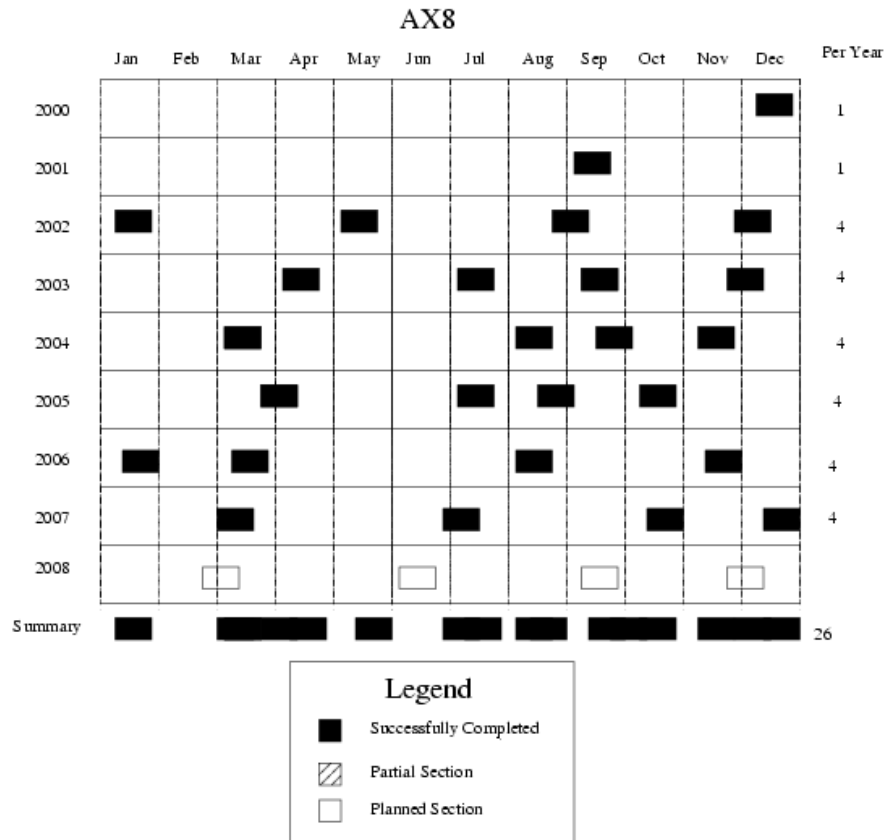 AX8
Jan Feb Mar Apr May Jun Jul Aug Sep Oct Nov Dec Per Year
2000 1
2001 1
2002 4
2003 4
2004 4
2005 4
2006 4
2007 4
2008
Summary 26
Legend
Successfully Completed
Partial Section
Planned Section